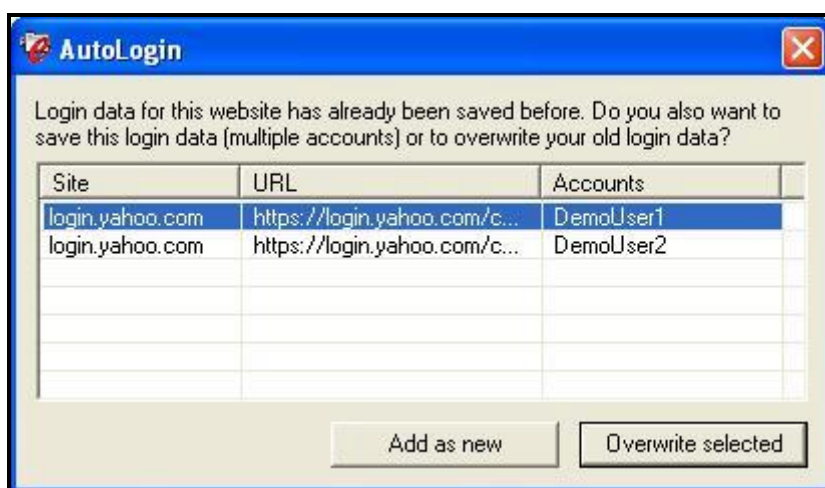 AutoLogin
Login data for this website has already been saved before. Do you also want to
save this login data (multiple accounts) or to overwrite your old login data?
Site URL Accounts
login.yahoo.com https://login.yahoo.com/c... DemoUser1
login.yahoo.com https://login.yahoo.com/c... DemoUser2
Add as new Overwrite selected